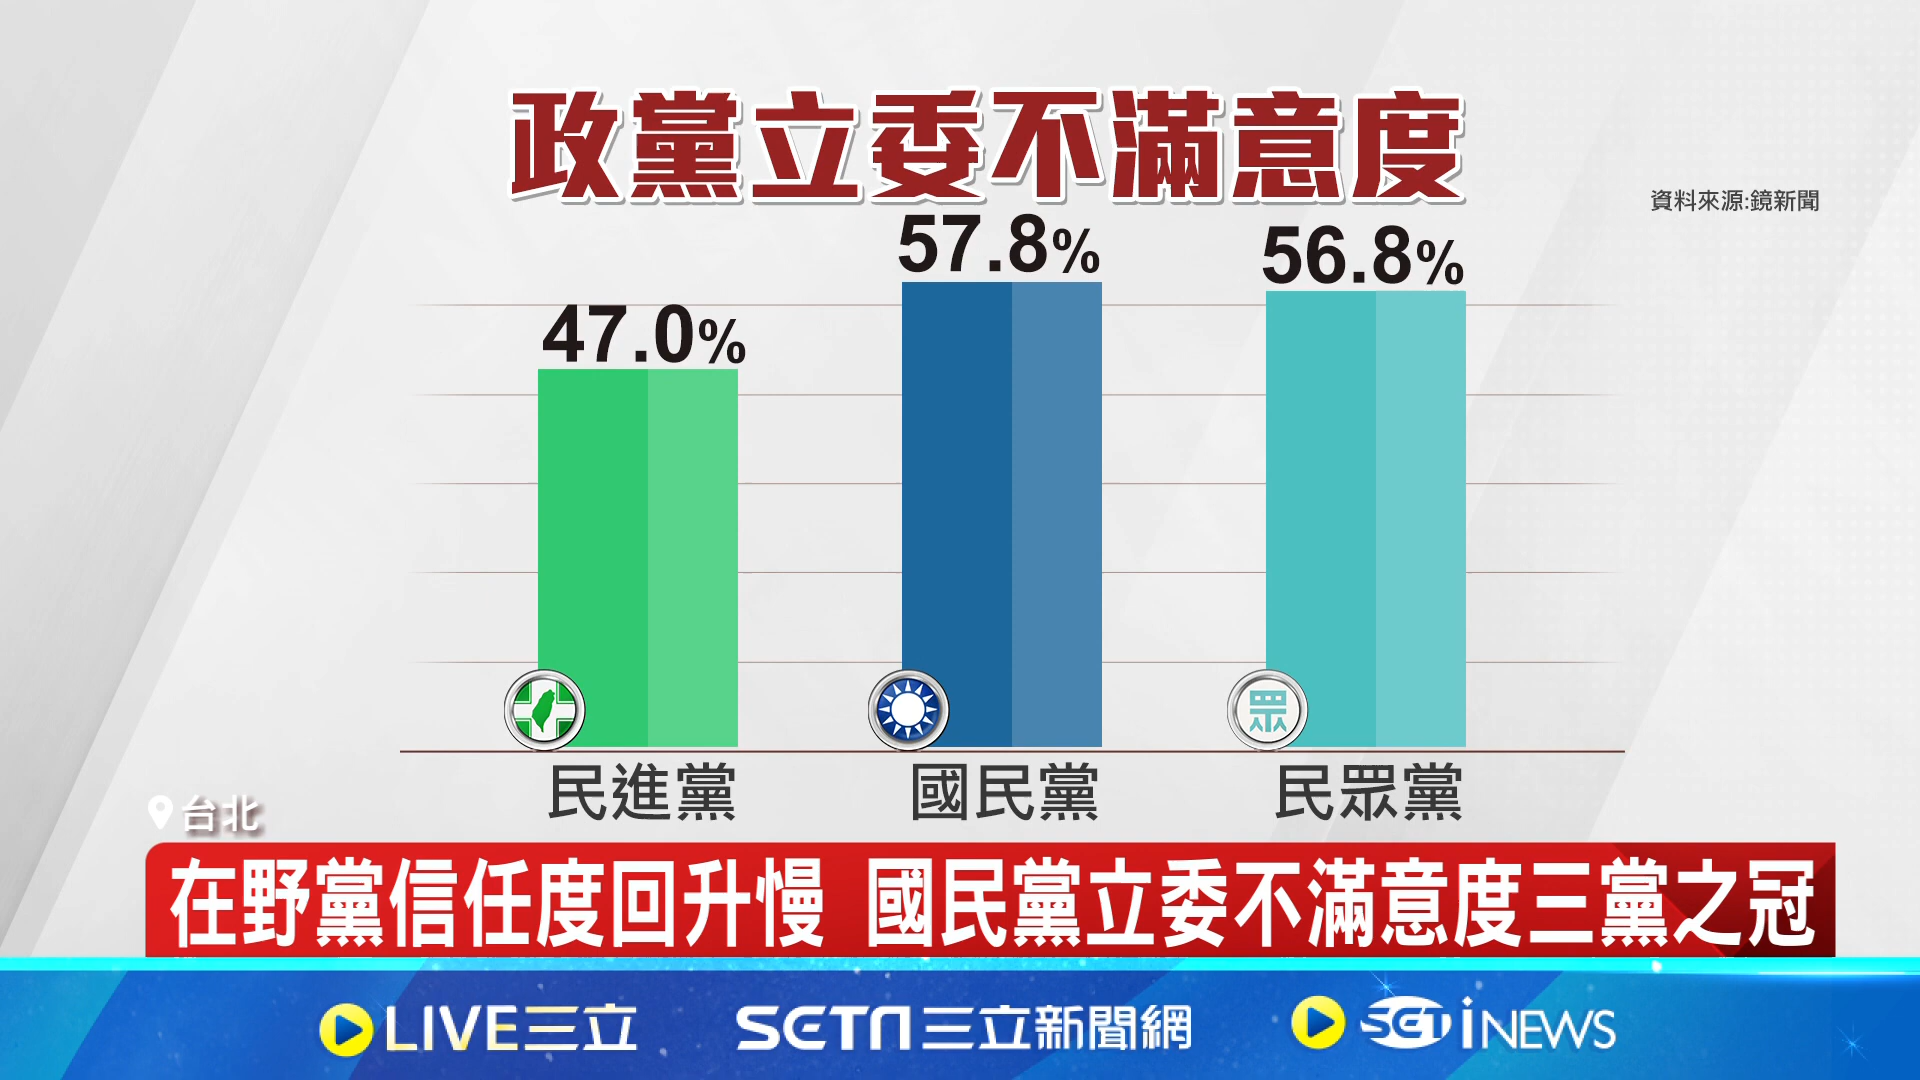 政黨立委不滿意度
資料來源:鏡新聞
47.0%
57.8%
56.8%
眾
民進黨
國民黨
民眾黨
台北
在野黨信任度回升慢 國民黨立委不滿意度三黨之冠
LIVE三立
SETN三立新聞網
SET iNEWS